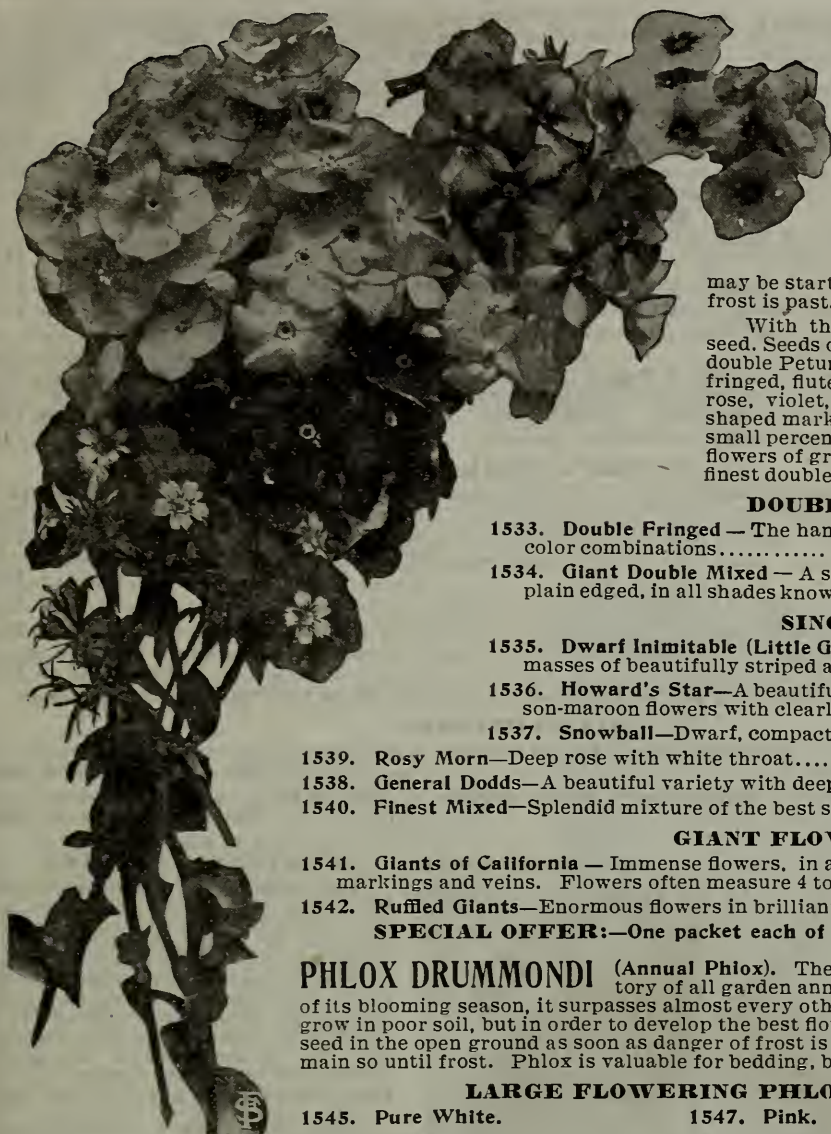 may be start
frost is past.
With th
seed. Seeds o
double Petu
fringed, flute
rose, violet,
shaped mark
small percen
flowers of gr
finest double
DOUB
1533. Double Fringed — The han
color combinations............
1534. Giant Double Mixed — A s
plain edged, in all shades know
SIN
1535. Dwarf Inimitable (Little G
masses of beautifully striped a
1536. Howard's Star—A beautifu
son-maroon flowers with clearl
1537. Snowball—Dwarf, compact
1539. Rosy Morn—Deep rose with white throat....
1538. General Dodds—A beautiful variety with deep
1540. Finest Mixed—Splendid mixture of the best s
GIANT FLO
1541. Giants of California — Immense flowers, in a
markings and veins. Flowers often measure 4 to
1542. Ruffled Giants—Enormous flowers in brillian
SPECIAL OFFER:—One packet each of
PHLOX DRUMMONDI (Annual Phlox). The
tory of all garden ann
of its blooming season, it surpasses almost every oth
grow in poor soil, but in order to develop the best flo
seed in the open ground as soon as danger of frost is
main so until frost. Phlox is valuable for bedding, b
LARGE FLOWERING PHLO
1545. Pure White. 1547. Pink.